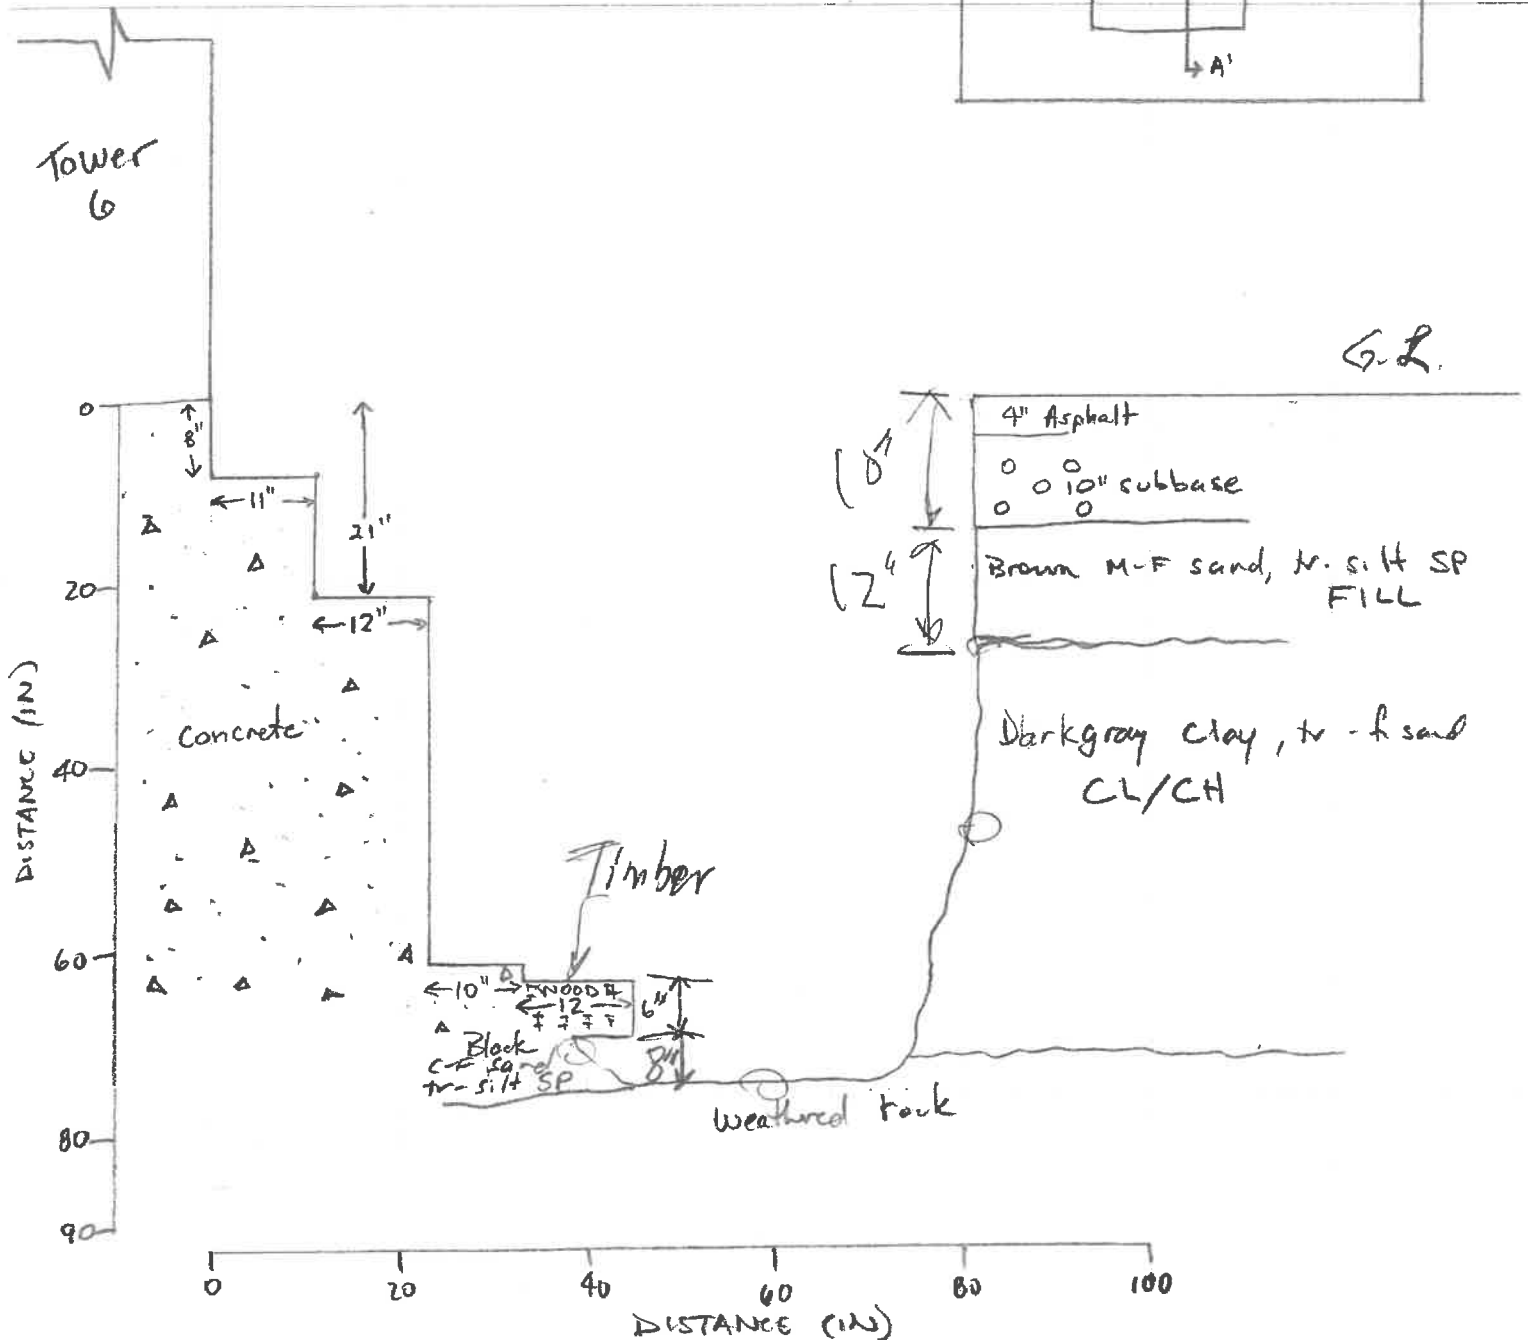 A'
Tower
6
G.L.
0
8"
11"
21"
20
12"
10"
4" Asphalt
10" subbase
12"
Brown M-F sand, tr. silt SP
FILL
DISTANCE (IN)
Concrete
40
Darkgray Clay, tr - f. sand
CL/CH
Timber
60
10"
WOOD
12
6"
8"
Black
c-f sand
tr-silt SP
Weathered rock
80
90
0
20
40
60
80
100
DISTANCE (IN)